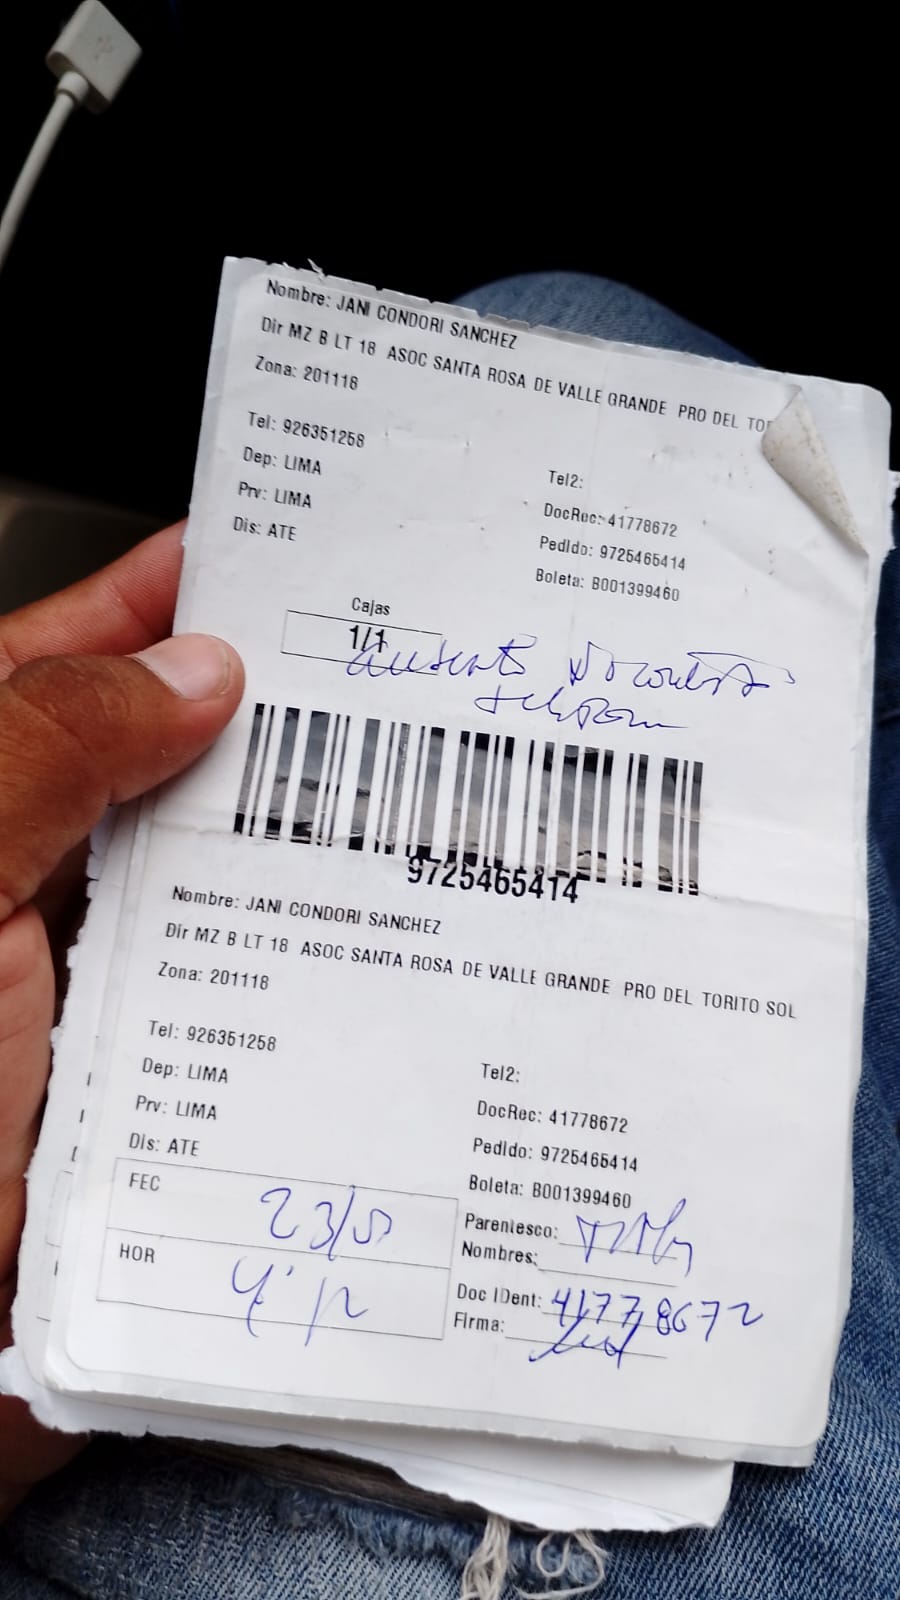 Nombre: JANI CONDORI SANCHEZ
Dir MZ B LT 18 ASOC SANTA ROSA DE VALLE GRANDE PRO DEL
Zona: 201118
Tel: 926351258
Tel2:
Dep: LIMA
DocRec: 41778672
Prv: LIMA
Pedido: 9725465414
Dis: ATE
Boleta: B001399460
Cajas
1/1
ausente No contesta
telefono
9725465414
Nombre: JANI CONDORI SANCHEZ
Dir MZ B LT 18 ASOC SANTA ROSA DE VALLE GRANDE PRO DEL TORITO SOL
Zona: 201118
Tel: 926351258
Tel2:
Dep: LIMA
DocRec: 41778672
Prv: LIMA
Pedido: 9725465414
Dis: ATE
Boleta: B001399460
FEC 23/
Parentesco:
Nombres:
HOR
Doc IDent: 41778672
Firma: